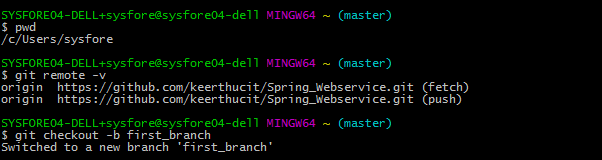 SYSFORE04-DELL+sysfore@sysfore04-dell MINGW64 ~ (master)
$ pwd
/c/Users/sysfore
SYSFORE04-DELL+sysfore@sysfore04-dell MINGW64 ~ (master)
$ git remote -v
origin  https://github.com/keerthucit/Spring_Webservice.git (fetch)
origin  https://github.com/keerthucit/Spring_Webservice.git (push)
SYSFORE04-DELL+sysfore@sysfore04-dell MINGW64 ~ (master)
$ git checkout -b first_branch
Switched to a new branch 'first_branch'